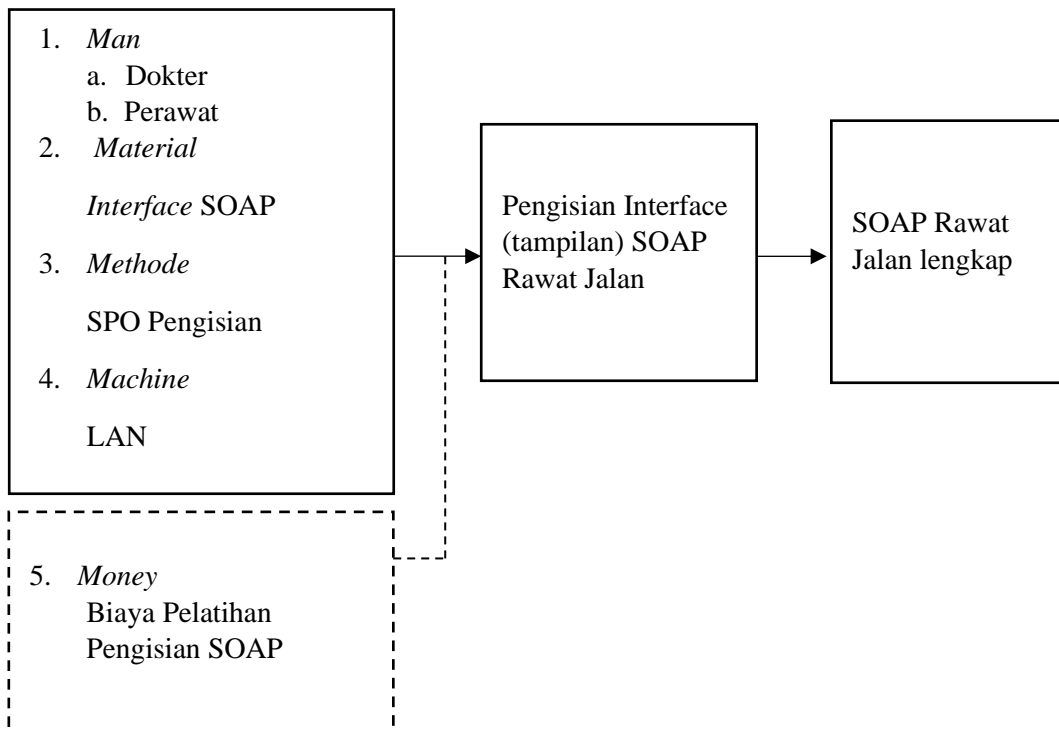 1. Man
a. Dokter
b. Perawat
2. Material
Interface SOAP
3. Methode
SPO Pengisian
4. Machine
LAN
5. Money
Biaya Pelatihan
Pengisian SOAP
Pengisian Interface
(tampilan) SOAP
Rawat Jalan
SOAP Rawat
Jalan lengkap